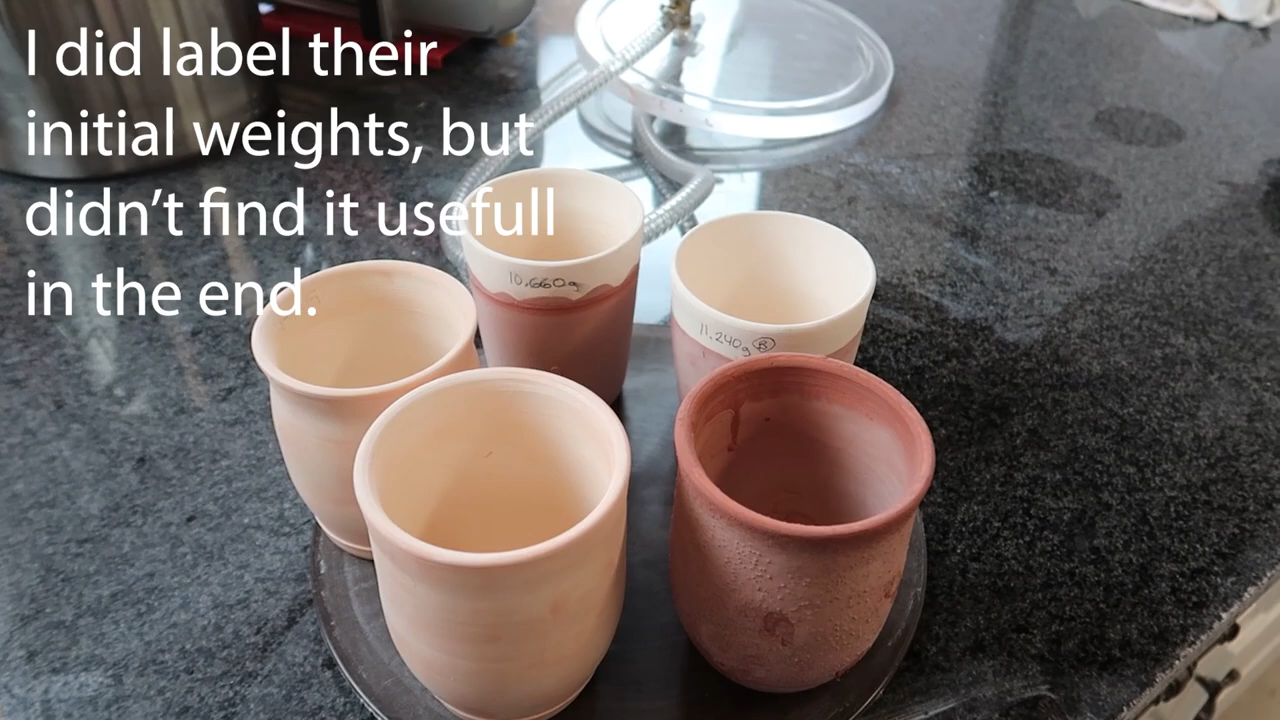 I did label their
initial weights, but
didn't find it usefull
in the end.
10,660g
11.240g R